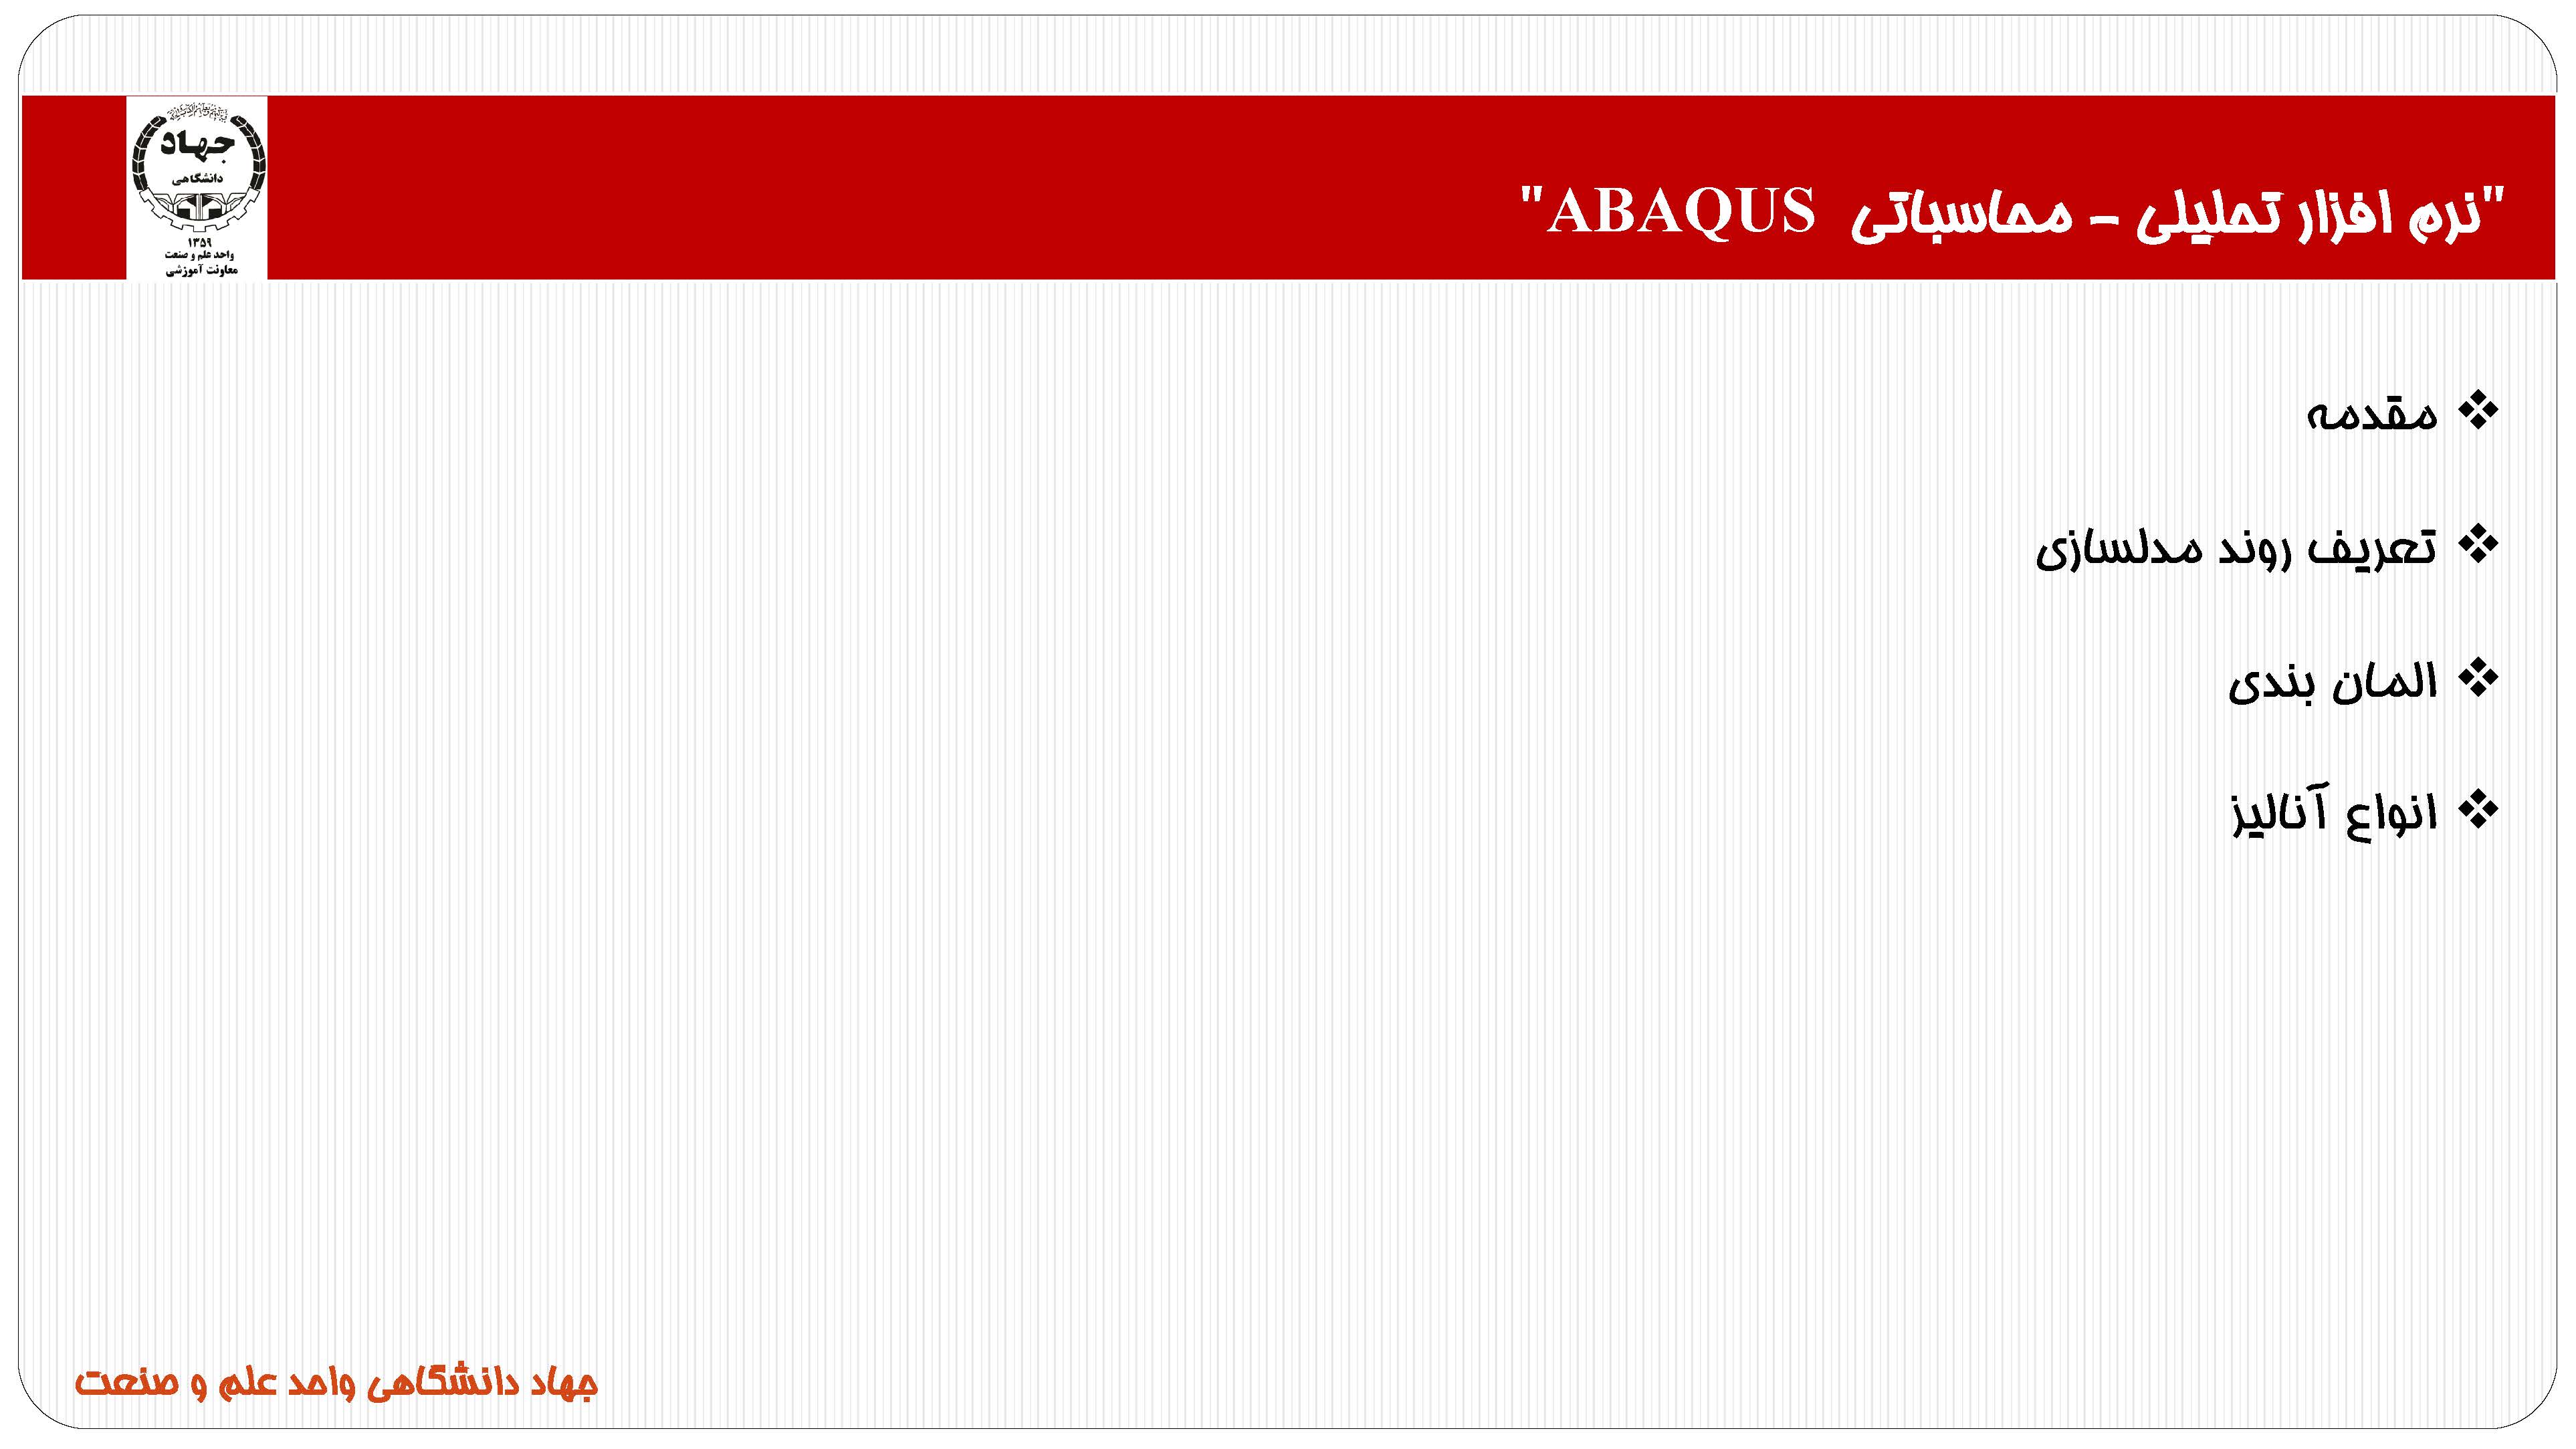 "نرم افزار تحلیلی - محاسباتی ABAQUS"
جهاد
دانشگاهی
۱۳۵۹
واحد علم و صنعت
معاونت آموزشی
❖ مقدمه
❖ تعریف روند مدلسازی
❖ المان بندی
❖ انواع آنالیز
جهاد دانشگاهی واحد علم و صنعت